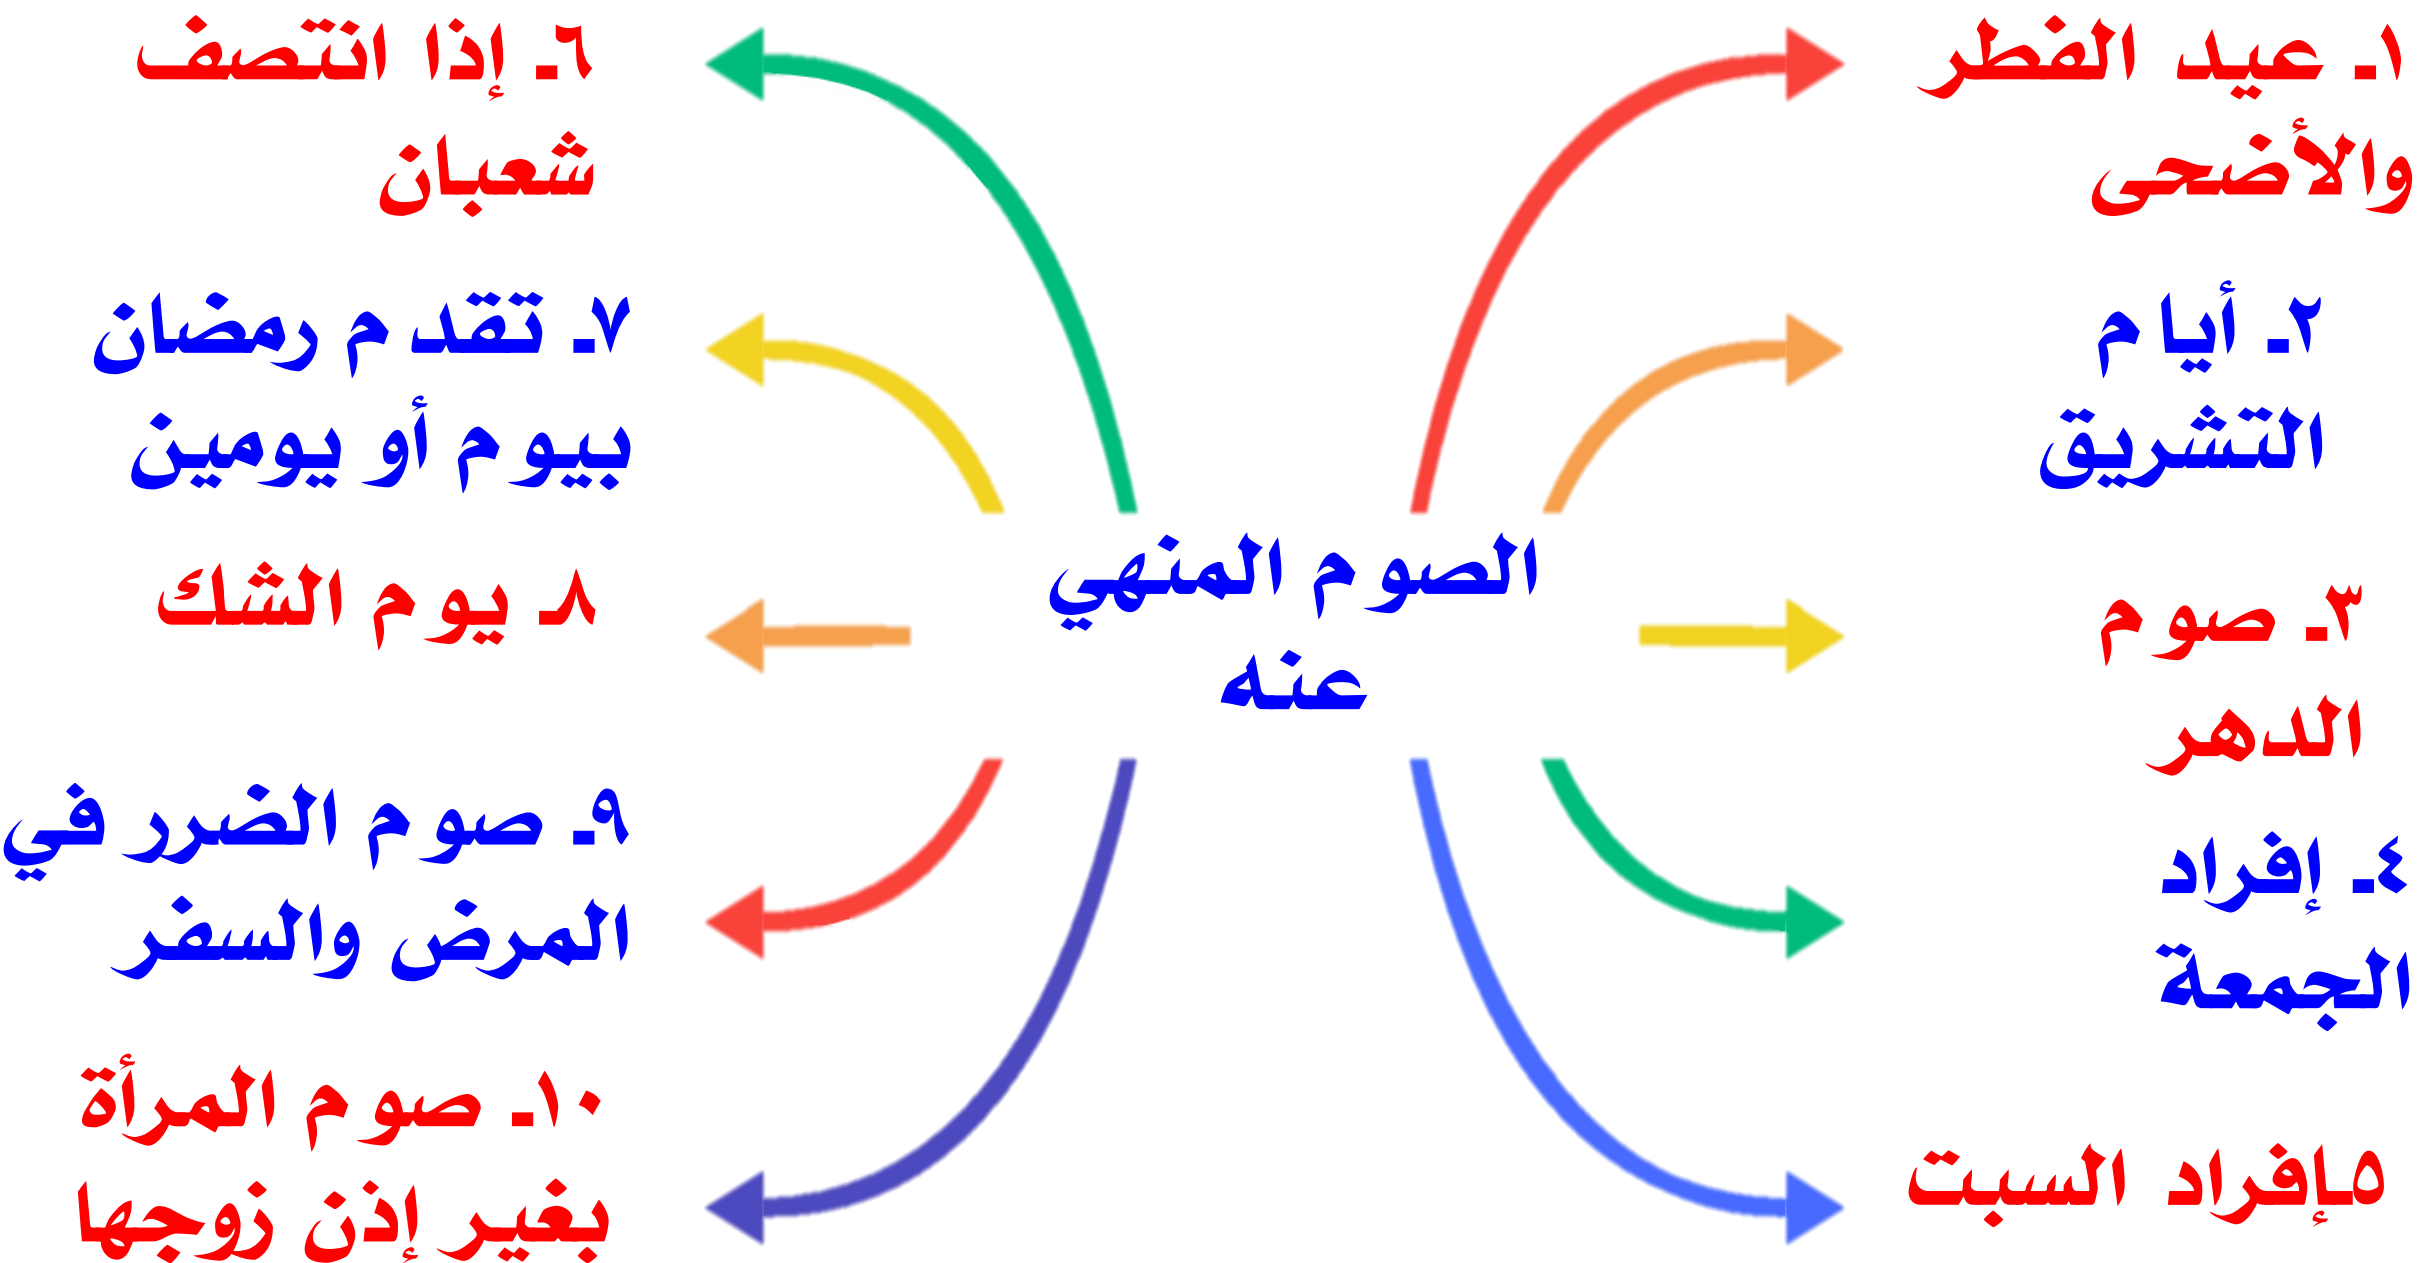 الصوم المنهي
عنه
١ـ عيد الفطر
والأضحى
٢ـ أيام
التشريق
٣ـ صوم
الدهر
٤ـ إفراد
الجمعة
٥ـإفراد السبت
٦ـ إذا انتصف
شعبان
٧ـ تقدم رمضان
بيوم أو يومين
٨ـ يوم الشك
٩ـ صوم الضرر في
المرض والسفر
١٠ـ صوم المرأة
بغير إذن زوجها